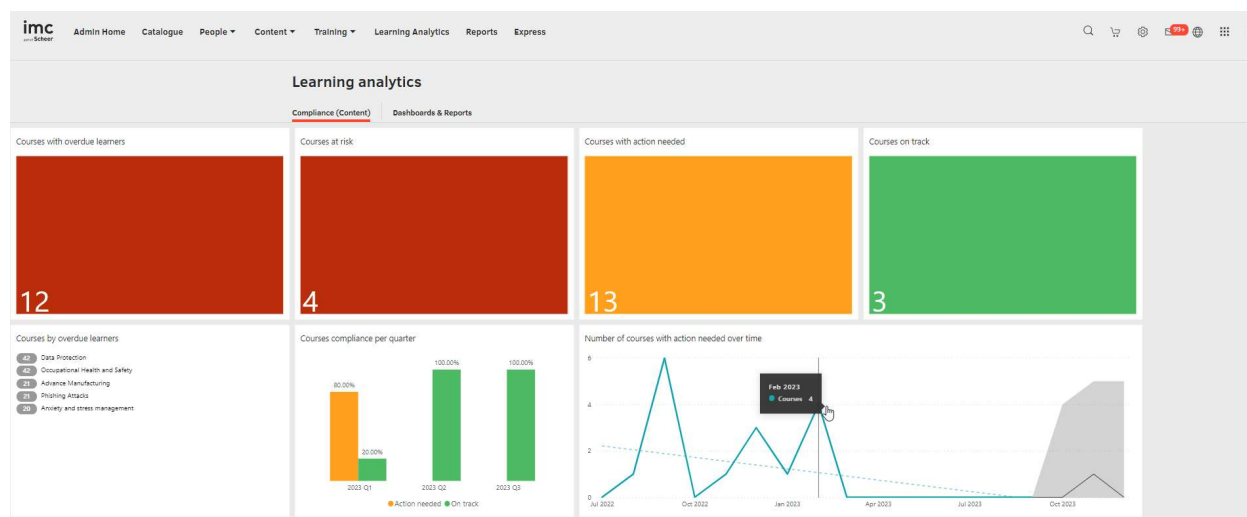 imc
Scheer
Admin Home Catalogue People Content Training Learning Analytics Reports Express
99+
Learning analytics
Compliance (Content) Dashboards & Reports
Courses with overdue learners
12
Courses at risk
4
Courses with action needed
13
Courses on track
3
Courses by overdue learners
42 Data Protection
42 Occupational Health and Safety
21 Advance Manufacturing
21 Phishing Attacks
20 Anxiety and stress management
Courses compliance per quarter
100.00% 100.00%
80.00%
20.00%
2023 Q1 2023 Q2 2023 Q3
Action needed On track
Number of courses with action needed over time
6
Feb 2023
Courses 4
4
2
0
Jul 2022 Oct 2022 Jan 2023 Apr 2023 Jul 2023 Oct 2023